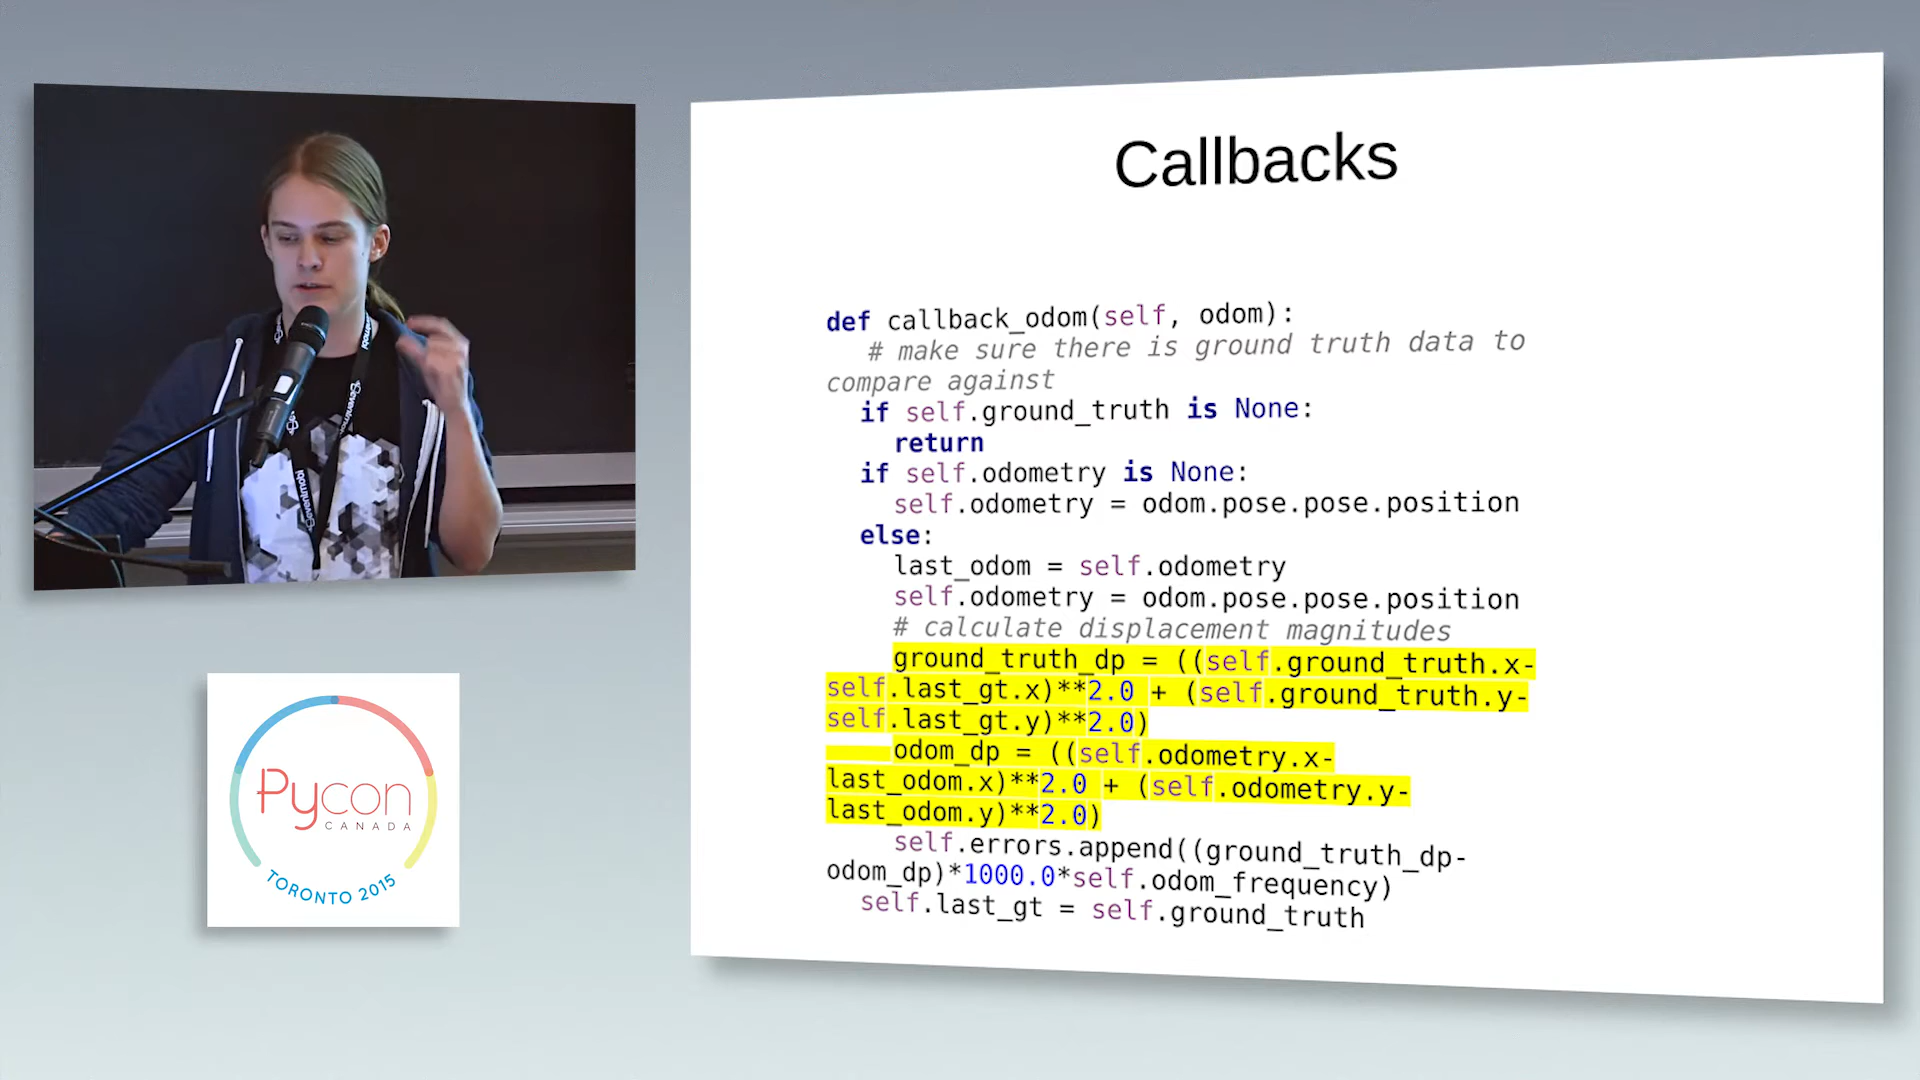 Callbacks
def callback_odom(self, odom):
# make sure there is ground truth data to
compare against
if self.ground_truth is None:
return
if self.odometry is None:
self.odometry = odom.pose.pose.position
else:
last_odom = self.odometry
self.odometry = odom.pose.pose.position
# calculate displacement magnitudes
ground_truth_dp = ((self.ground_truth.x-
self.last_gt.x)**2.0 + (self.ground_truth.y-
self.last_gt.y)**2.0)
odom_dp = ((self.odometry.x-
last_odom.x)**2.0 + (self.odometry.y-
last_odom.y)**2.0)
self.errors.append((ground_truth_dp-
odom_dp)*1000.0*self.odom_frequency)
self.last_gt = self.ground_truth
Pycon
CANADA
TORONTO 2015